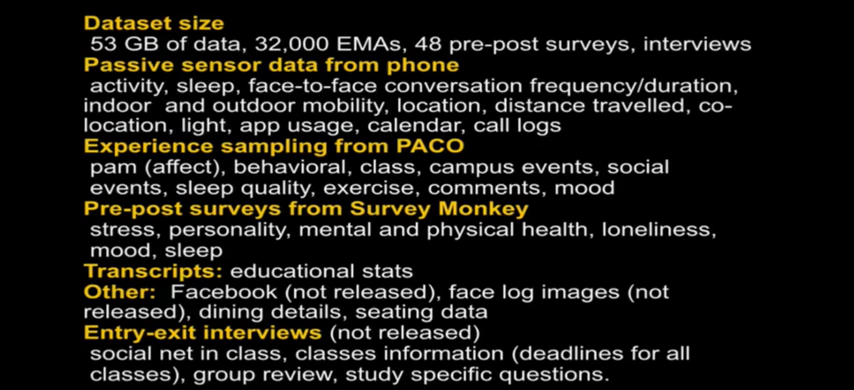 Dataset size
53 GB of data, 32,000 EMAs, 48 pre-post surveys, interviews
Passive sensor data from phone
activity, sleep, face-to-face conversation frequency/duration,
indoor and outdoor mobility, location, distance travelled, co-
location, light, app usage, calendar, call logs
Experience sampling from PACO
pam (affect), behavioral, class, campus events, social
events, sleep quality, exercise, comments, mood
Pre-post surveys from Survey Monkey
stress, personality, mental and physical health, loneliness,
mood, sleep
Transcripts: educational stats
Other: Facebook (not released), face log images (not
released), dining details, seating data
Entry-exit interviews (not released)
social net in class, classes information (deadlines for all
classes), group review, study specific questions.